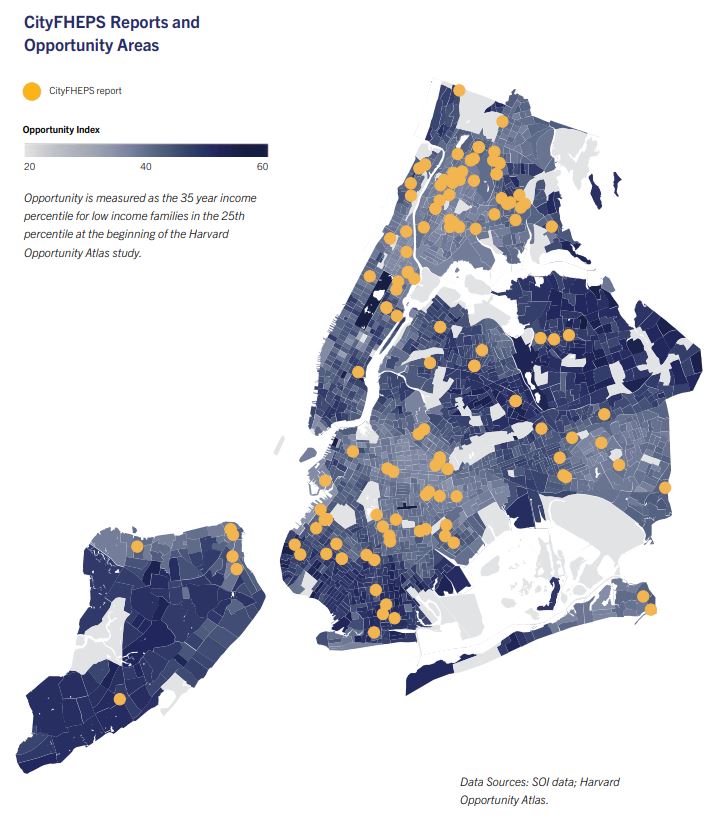 CityFHEPS Reports and
Opportunity Areas
CityFHEPS report
Opportunity Index
20 40 60
Opportunity is measured as the 35 year income
percentile for low income families in the 25th
percentile at the beginning of the Harvard
Opportunity Atlas study.
Data Sources: SOI data; Harvard
Opportunity Atlas.